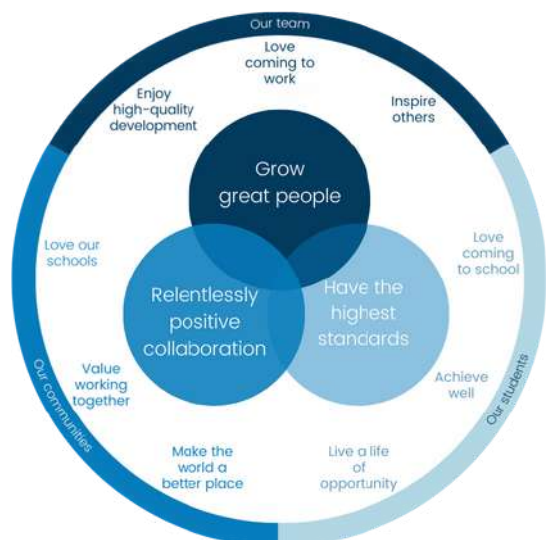 Our team
Love
coming to
work
Enjoy
high-quality
development
Inspire
others
Grow
great people
Love our
schools
Love
coming
to school
Relentlessly
positive
collaboration
Have the
highest
standards
Value
working
together
Achieve
well
Our communities
Our students
Make the
world a
better place
Live a life
of
opportunity